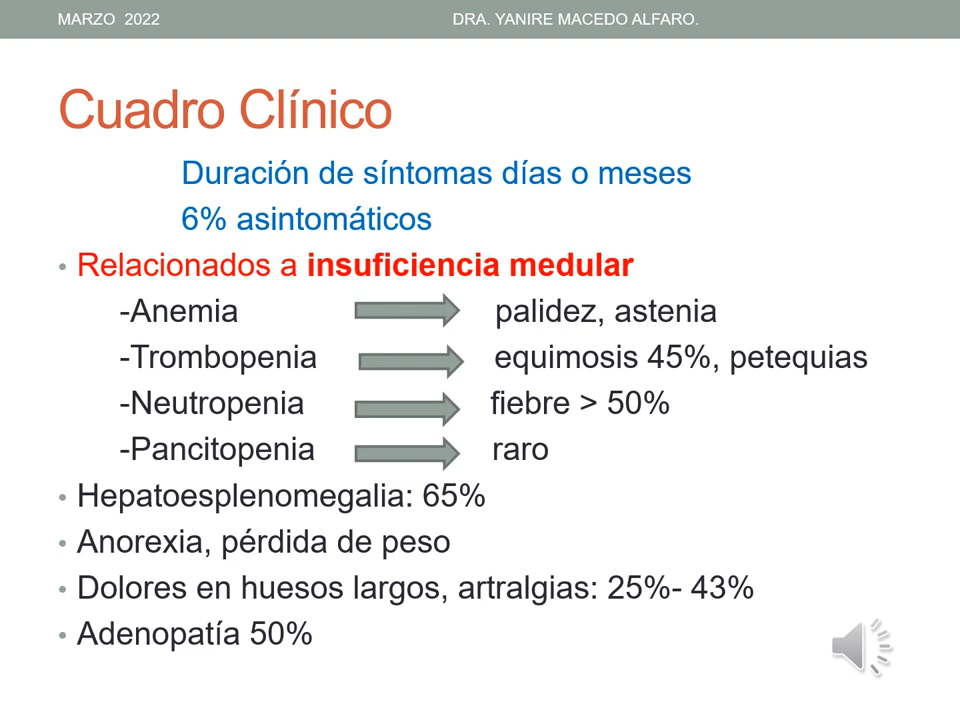 MARZO 2022 DRA. YANIRE MACEDO ALFARO.
Cuadro Clínico
Duración de síntomas días o meses
6% asintomáticos
• Relacionados a insuficiencia medular
-Anemia palidez, astenia
-Trombopenia equimosis 45%, petequias
-Neutropenia fiebre > 50%
-Pancitopenia raro
• Hepatoesplenomegalia: 65%
• Anorexia, pérdida de peso
• Dolores en huesos largos, artralgias: 25%- 43%
• Adenopatía 50%